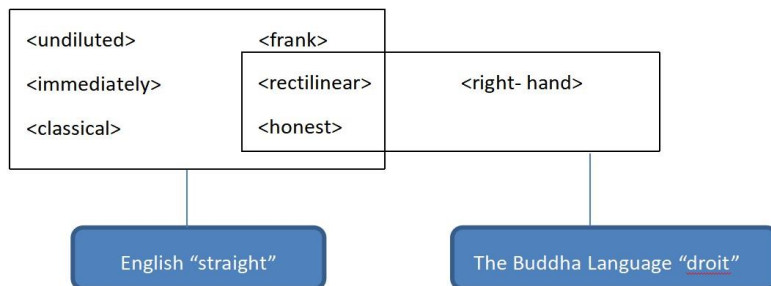 <undiluted> <frank>
<immediately> <rectilinear> <right- hand>
<classical> <honest>
English “straight” The Buddha Language “droit”